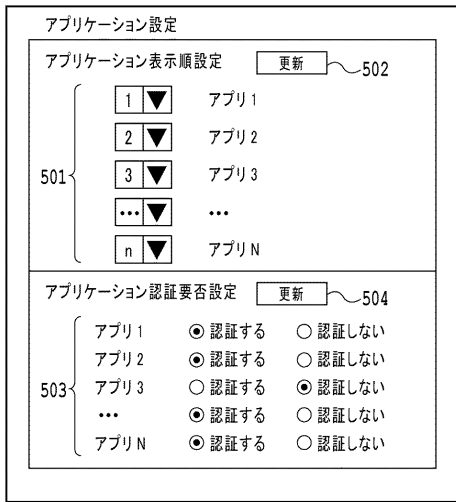 アプリケーション設定
アプリケーション表示順設定 更新 502
1 ▼ アプリ1
2 ▼ アプリ2
501 3 ▼ アプリ3
… ▼ …
n ▼ アプリN
アプリケーション認証要否設定 更新 504
アプリ1 ◉ 認証する ○ 認証しない
アプリ2 ◉ 認証する ○ 認証しない
503 アプリ3 ○ 認証する ◉ 認証しない
… ◉ 認証する ○ 認証しない
アプリN ◉ 認証する ○ 認証しない